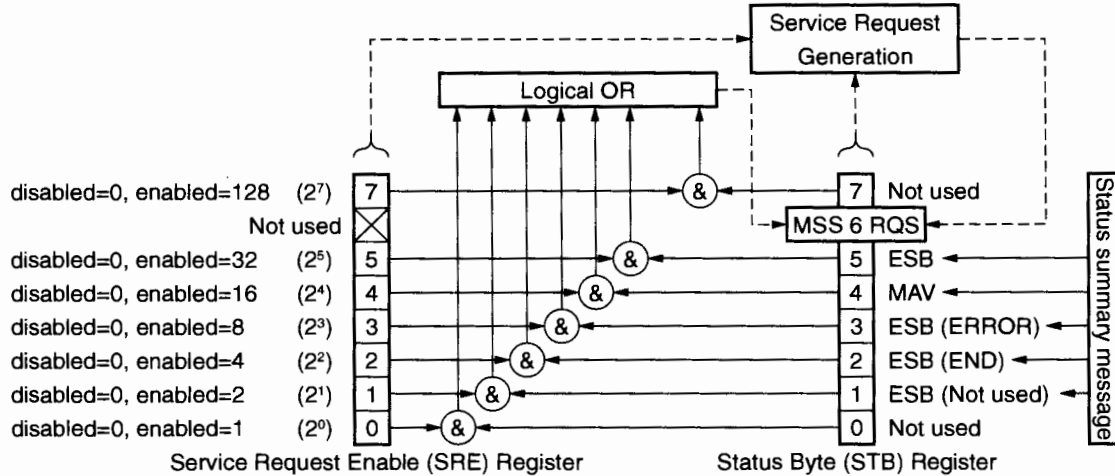 Service Request
Generation
Logical OR
disabled=0, enabled=128 (2⁷) 7 & 7 Not used
Not used MSS 6 RQS
disabled=0, enabled=32 (2⁵) 5 & 5 ESB
disabled=0, enabled=16 (2⁴) 4 & 4 MAV
disabled=0, enabled=8 (2³) 3 & 3 ESB (ERROR)
disabled=0, enabled=4 (2²) 2 & 2 ESB (END)
disabled=0, enabled=2 (2¹) 1 & 1 ESB (Not used)
disabled=0, enabled=1 (2⁰) 0 & 0 Not used
Status summary message
Service Request Enable (SRE) Register Status Byte (STB) Register